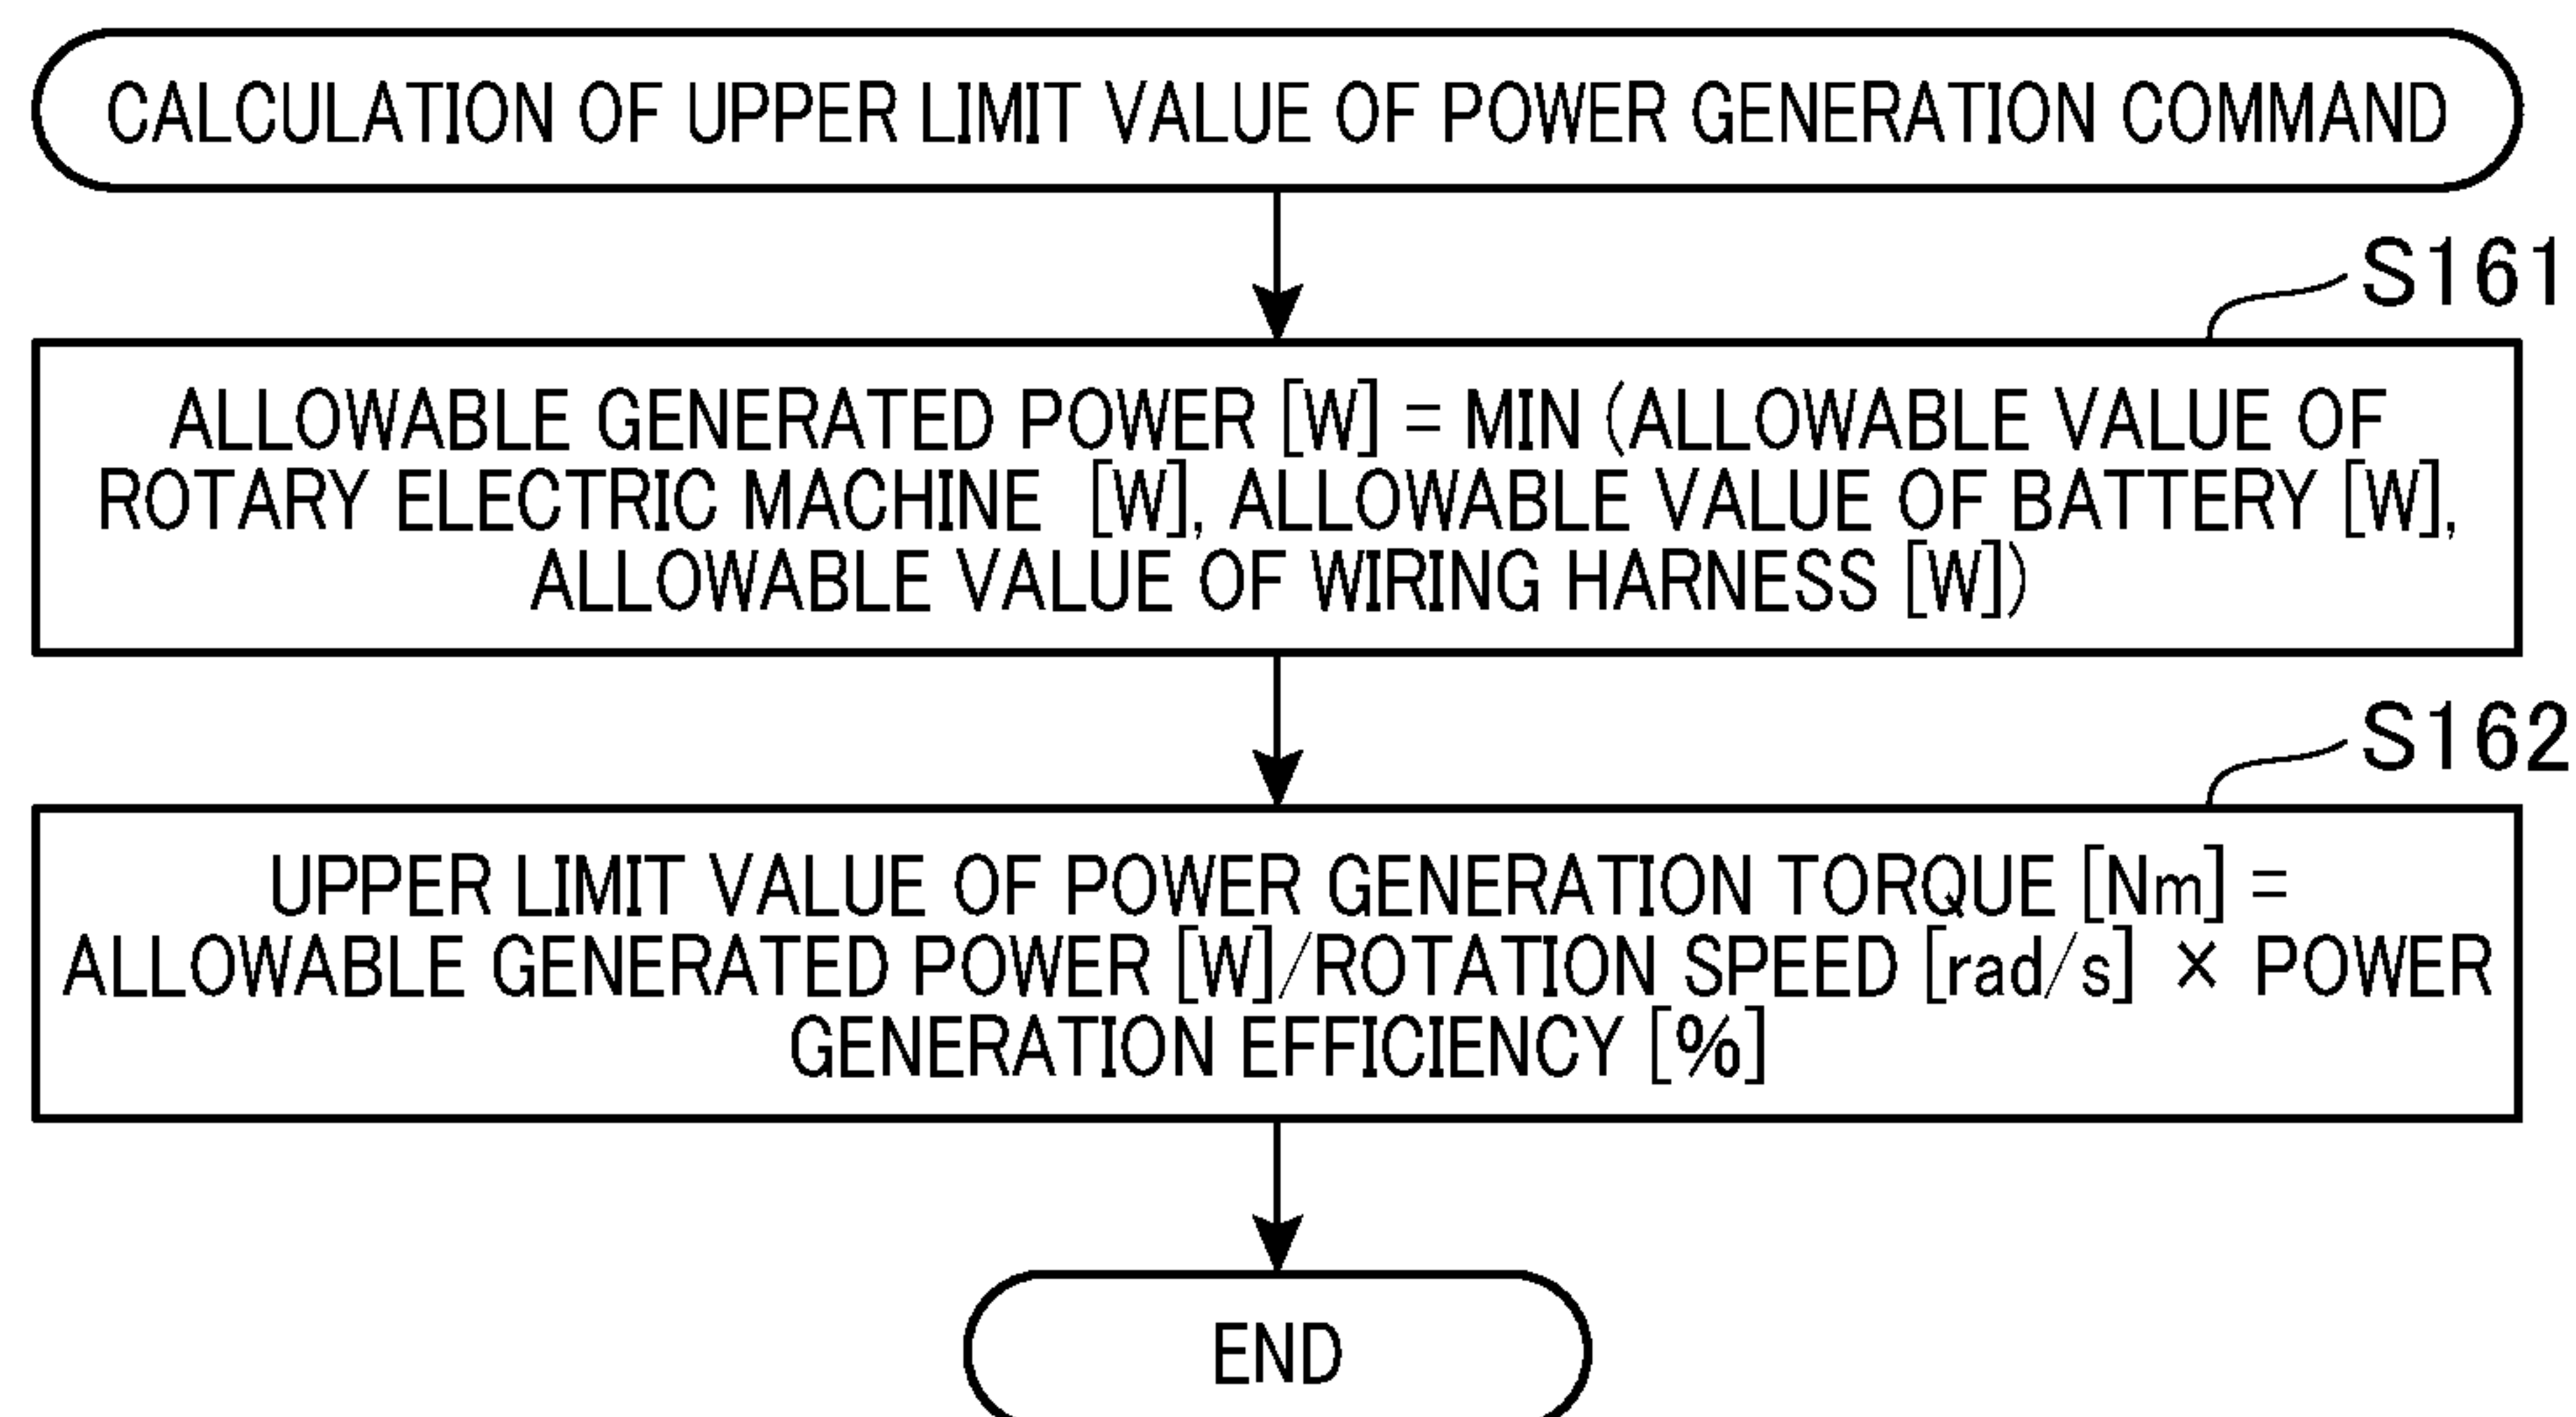 CALCULATION OF UPPER LIMIT VALUE OF POWER GENERATION COMMAND
S161
ALLOWABLE GENERATED POWER [W] = MIN (ALLOWABLE VALUE OF
ROTARY ELECTRIC MACHINE [W], ALLOWABLE VALUE OF BATTERY [W],
ALLOWABLE VALUE OF WIRING HARNESS [W])
S162
UPPER LIMIT VALUE OF POWER GENERATION TORQUE [Nm] =
ALLOWABLE GENERATED POWER [W]/ROTATION SPEED [rad/s] × POWER
GENERATION EFFICIENCY [%]
END